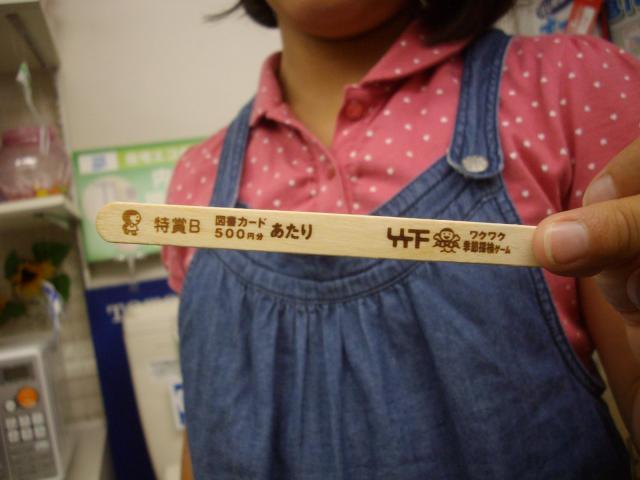 特賞B
図書カード
500円分
あたり
ワクワク
季節探検ゲーム